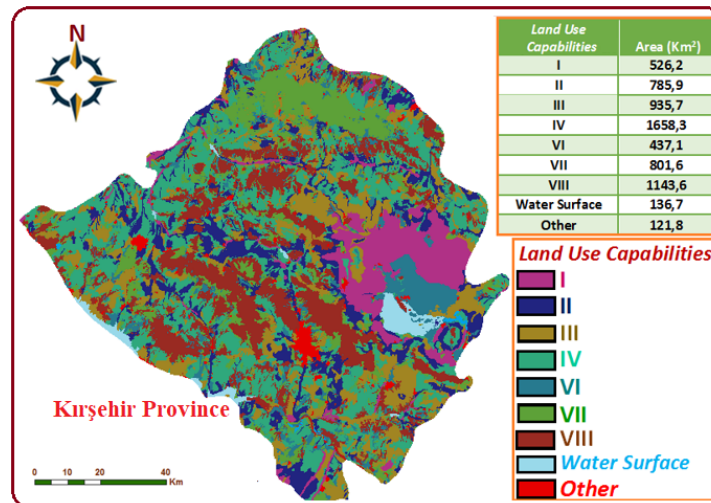 N
Land Use
Capabilities Area (Km²)
I 526,2
II 785,9
III 935,7
IV 1658,3
VI 437,1
VII 801,6
VIII 1143,6
Water Surface 136,7
Other 121,8
Land Use Capabilities
I
II
III
IV
VI
VII
VIII
Water Surface
Other
Kırşehir Province
0 5 10 20 30 40
Km